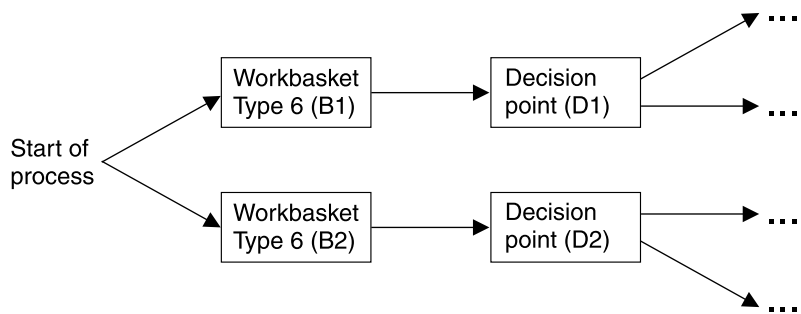 Start of
process
Workbasket
Type 6 (B1)
Decision
point (D1)
...
...
Workbasket
Type 6 (B2)
Decision
point (D2)
...
...